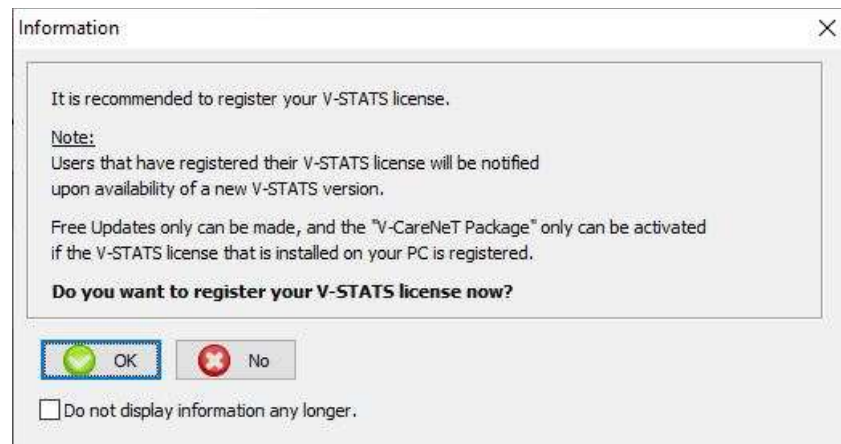 Information
It is recommended to register your V-STATS license.
Note:
Users that have registered their V-STATS license will be notified
upon availability of a new V-STATS version.
Free Updates only can be made, and the "V-CareNeT Package" only can be activated
if the V-STATS license that is installed on your PC is registered.
Do you want to register your V-STATS license now?
OK No
Do not display information any longer.